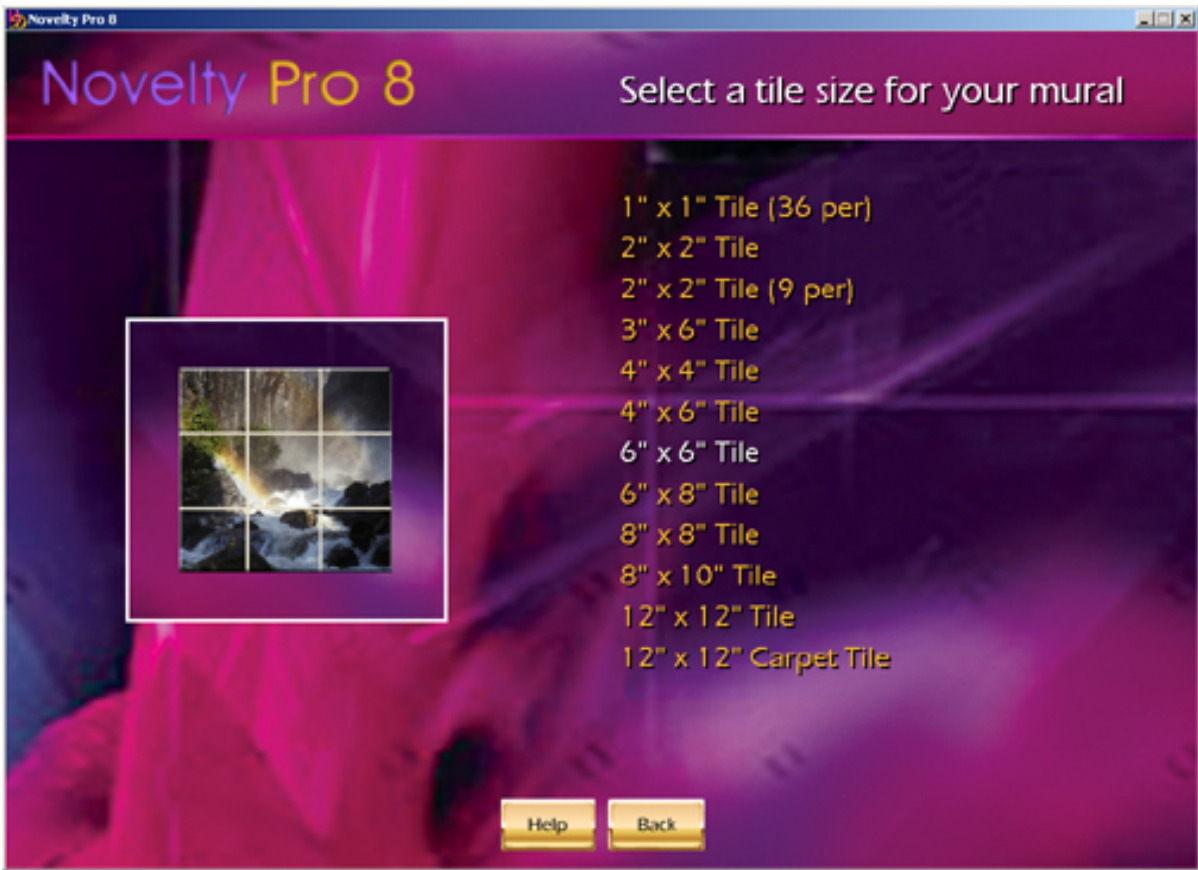 Novelty Pro 8
Novelty Pro 8
Select a tile size for your mural
1" x 1" Tile (36 per)
2" x 2" Tile
2" x 2" Tile (9 per)
3" x 6" Tile
4" x 4" Tile
4" x 6" Tile
6" x 6" Tile
6" x 8" Tile
8" x 8" Tile
8" x 10" Tile
12" x 12" Tile
12" x 12" Carpet Tile
Help
Back